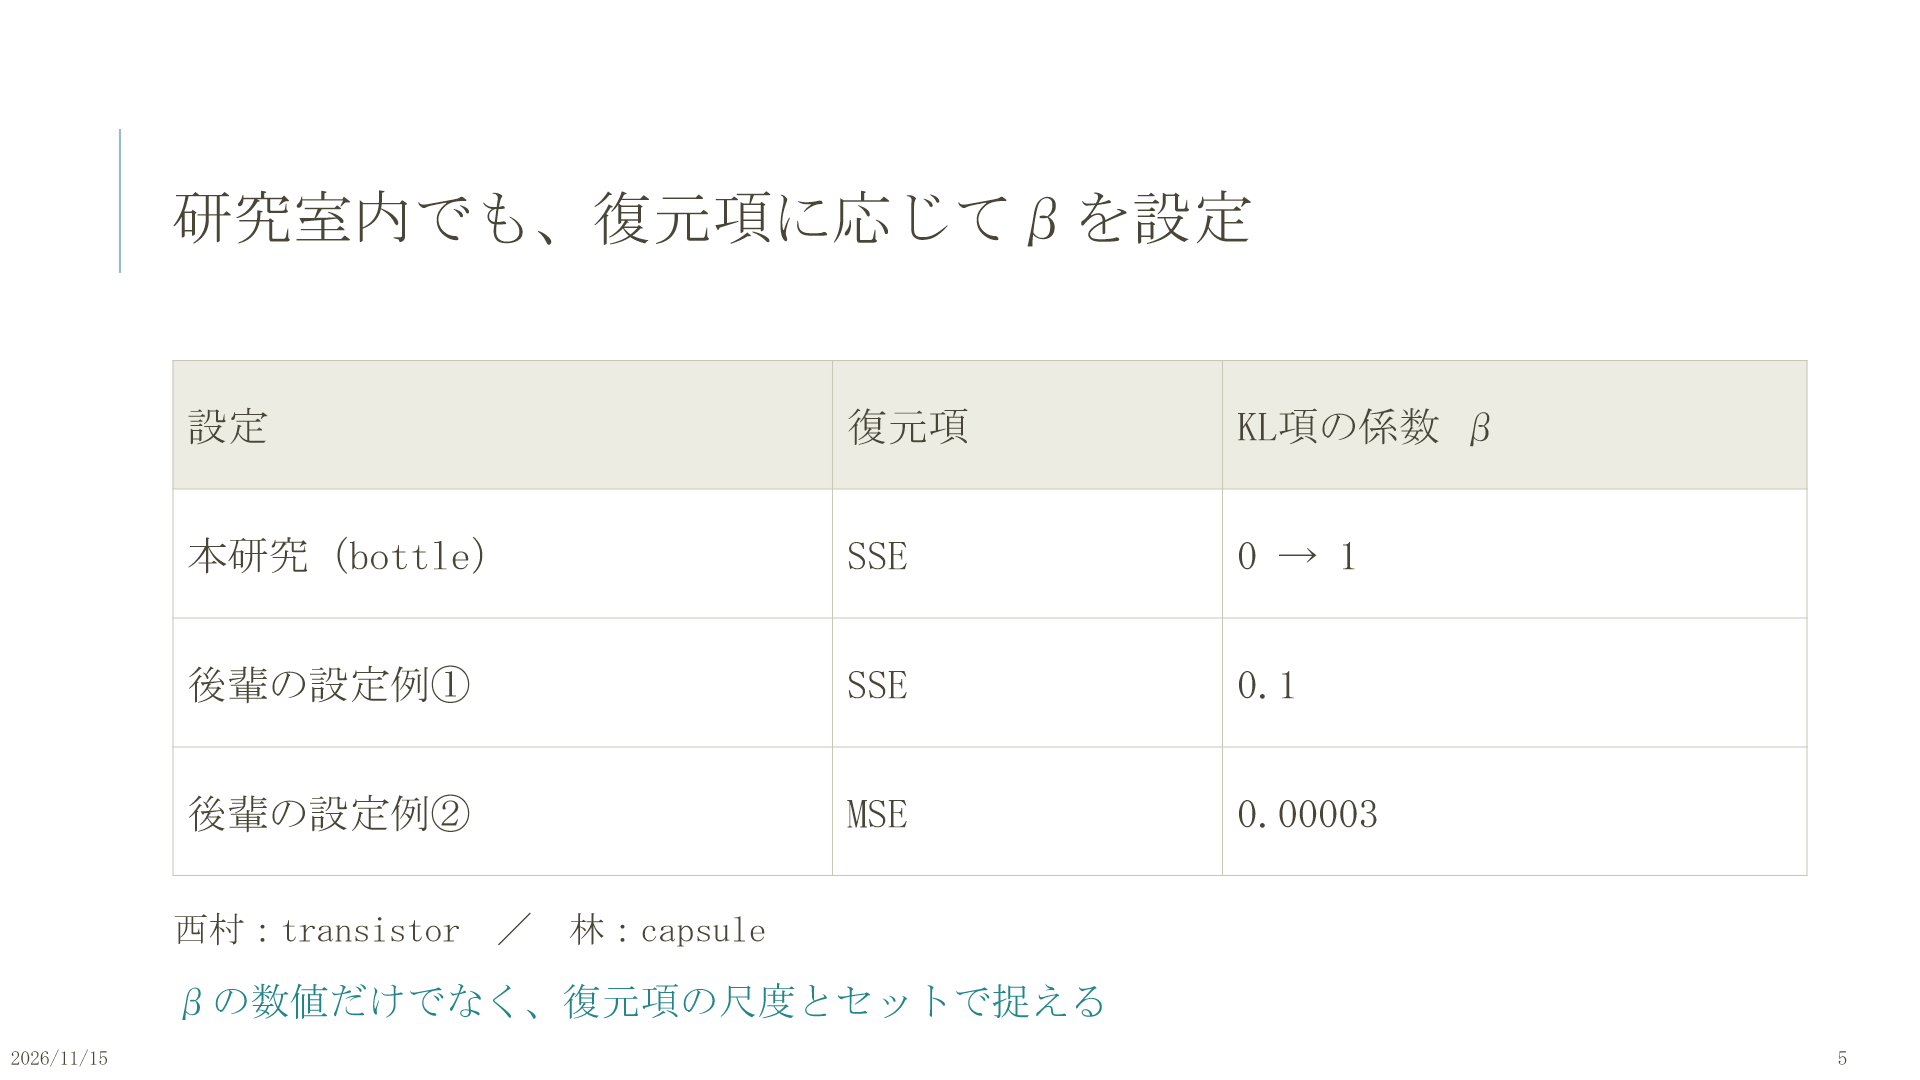 研究室内でも、復元項に応じてβを設定
設定 復元項 KL項の係数 β
本研究（bottle） SSE 0 → 1
後輩の設定例① SSE 0.1
後輩の設定例② MSE 0.00003
西村：transistor ／ 林：capsule
βの数値だけでなく、復元項の尺度とセットで捉える
2026/11/15 5